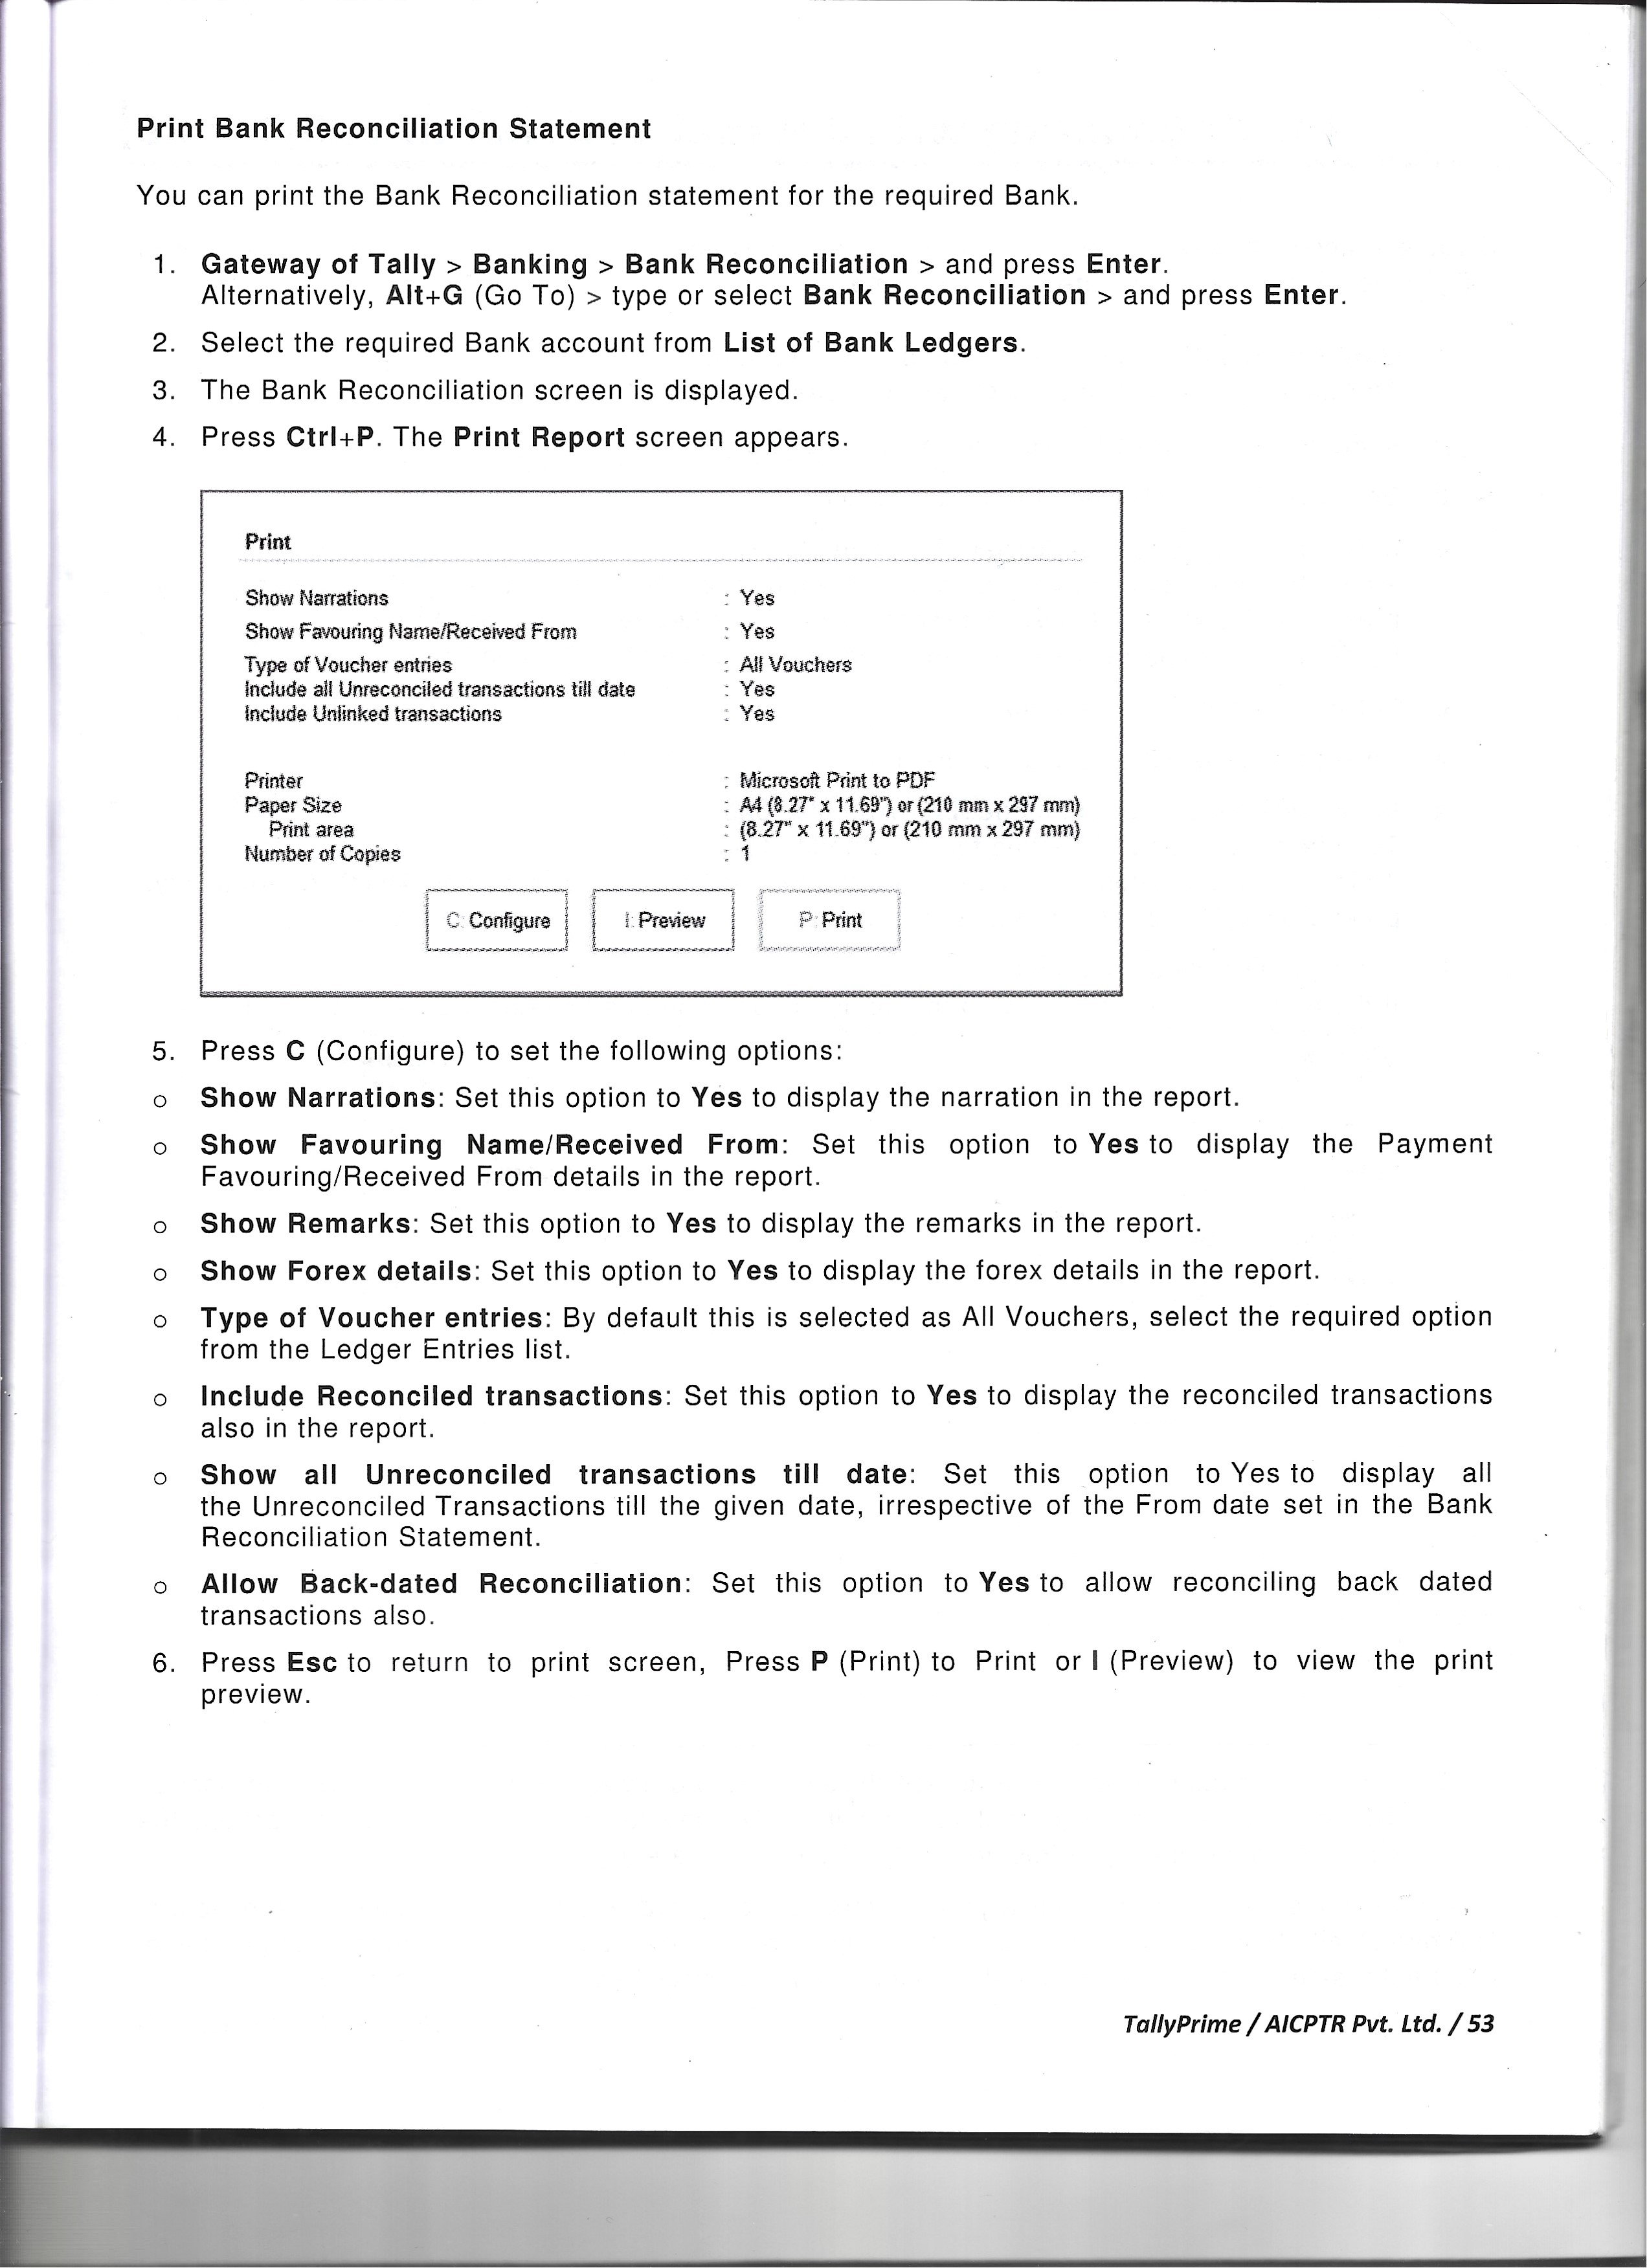 Print Bank Reconciliation Statement
You can print the Bank Reconciliation statement for the required Bank.
1. Gateway of Tally > Banking > Bank Reconciliation > and press Enter.
Alternatively, Alt+G (Go To) > type or select Bank Reconciliation > and press Enter.
2. Select the required Bank account from List of Bank Ledgers.
3. The Bank Reconciliation screen is displayed.
4. Press Ctrl+P. The Print Report screen appears.
Print
Show Narrations : Yes
Show Favouring Name/Received From : Yes
Type of Voucher entries : All Vouchers
Include all Unreconciled transactions till date : Yes
Include Unlinked transactions : Yes
Printer : Microsoft Print to PDF
Paper Size : A4 (8.27" x 11.69") or (210 mm x 297 mm)
Print area : (8.27" x 11.69") or (210 mm x 297 mm)
Number of Copies : 1
C: Configure I: Preview P: Print
5. Press C (Configure) to set the following options:
o Show Narrations: Set this option to Yes to display the narration in the report.
o Show Favouring Name/Received From: Set this option to Yes to display the Payment
Favouring/Received From details in the report.
o Show Remarks: Set this option to Yes to display the remarks in the report.
o Show Forex details: Set this option to Yes to display the forex details in the report.
o Type of Voucher entries: By default this is selected as All Vouchers, select the required option
from the Ledger Entries list.
o Include Reconciled transactions: Set this option to Yes to display the reconciled transactions
also in the report.
o Show all Unreconciled transactions till date: Set this option to Yes to display all
the Unreconciled Transactions till the given date, irrespective of the From date set in the Bank
Reconciliation Statement.
o Allow Back-dated Reconciliation: Set this option to Yes to allow reconciling back dated
transactions also.
6. Press Esc to return to print screen, Press P (Print) to Print or I (Preview) to view the print
preview.
TallyPrime / AICPTR Pvt. Ltd. / 53